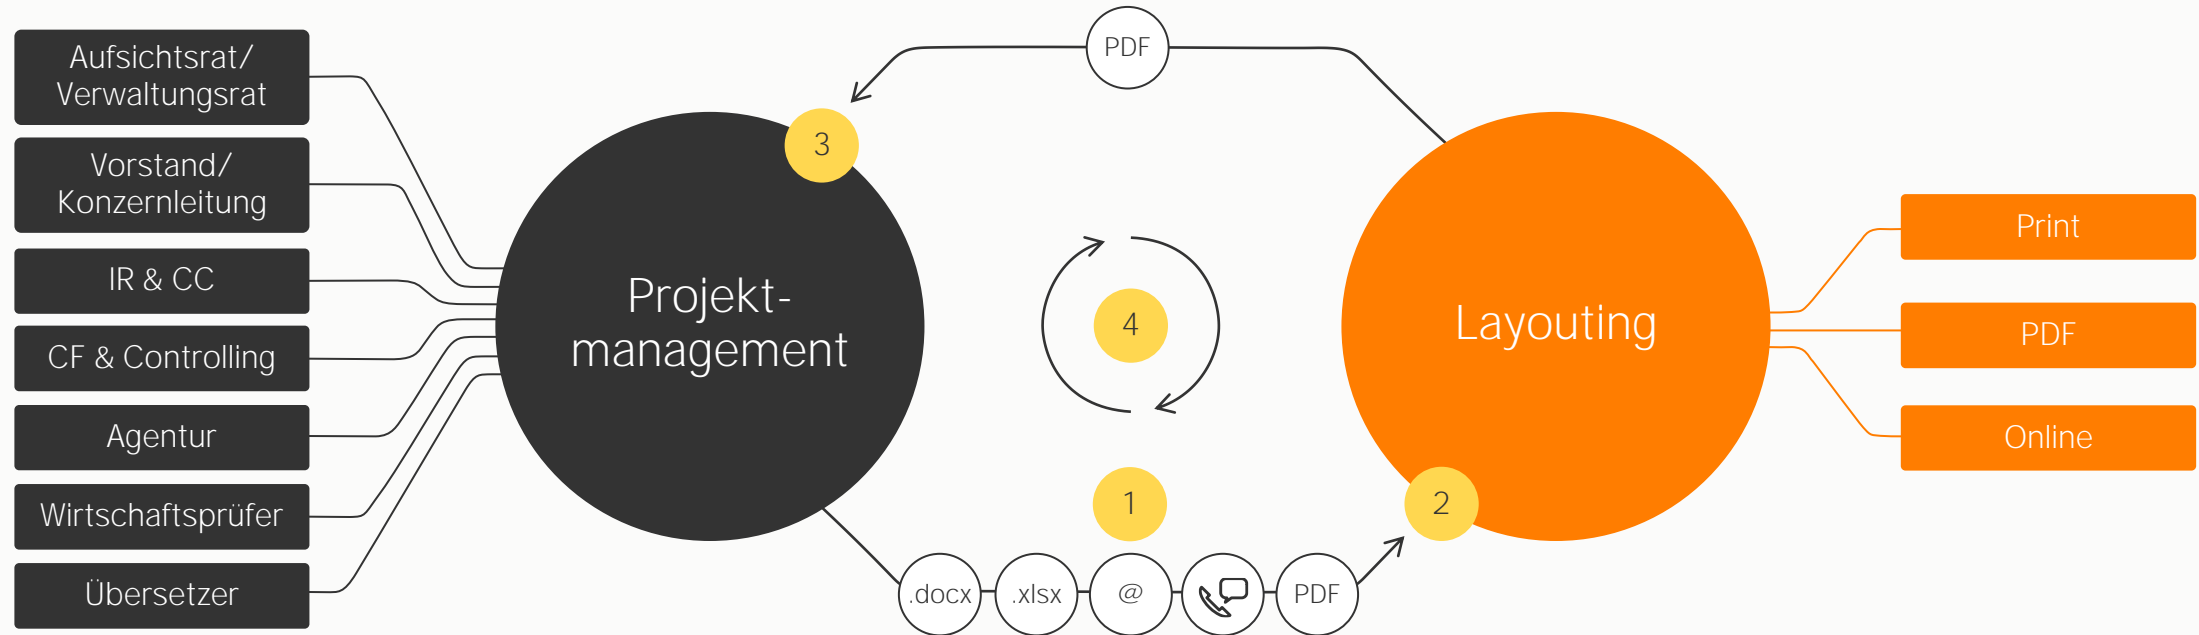 Aufsichtsrat/
Verwaltungsrat
Vorstand/
Konzernleitung
IR & CC
CF & Controlling
Agentur
Wirtschaftsprüfer
Übersetzer
Projekt-
management
3
PDF
4
1
.docx
.xlsx
@
PDF
2
Layouting
Print
PDF
Online